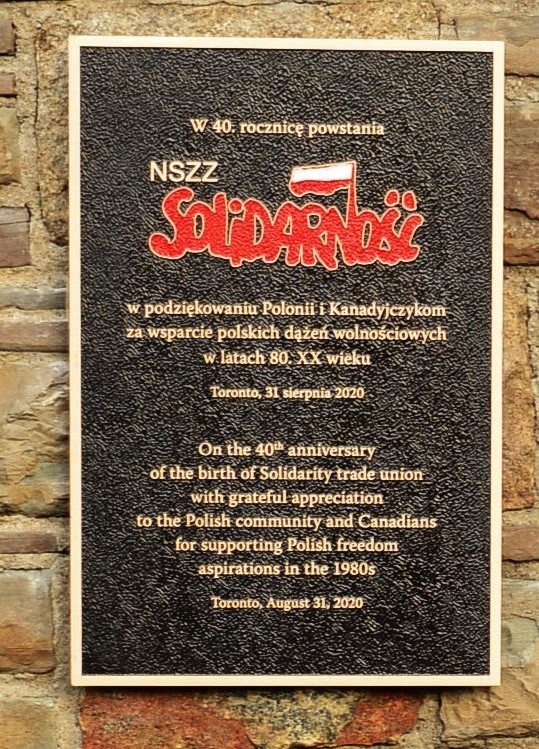 W 40. rocznicę powstania
NSZZ
SOLiDARNOŚĆ
w podziękowaniu Polonii i Kanadyjczykom
za wsparcie polskich dążeń wolnościowych
w latach 80. XX wieku
Toronto, 31 sierpnia 2020
On the 40th anniversary
of the birth of Solidarity trade union
with grateful appreciation
to the Polish community and Canadians
for supporting Polish freedom
aspirations in the 1980s
Toronto, August 31, 2020